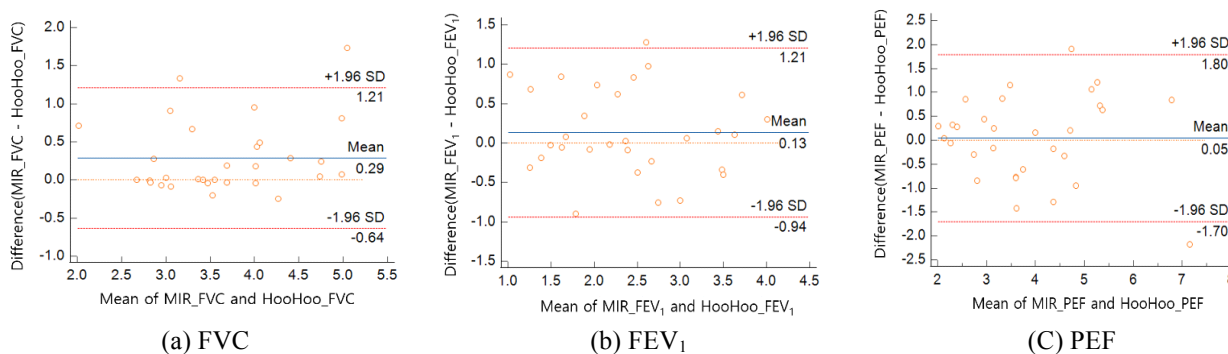 Difference(MIR_FVC - HooHoo_FVC)
2.0
1.5
1.0
0.5
0.0
-0.5
-1.0
+1.96 SD
1.21
Mean
0.29
-1.96 SD
-0.64
2.0 2.5 3.0 3.5 4.0 4.5 5.0 5.5
Mean of MIR_FVC and HooHoo_FVC
(a) FVC
Difference(MIR_FEV₁ - HooHoo_FEV₁)
1.5
1.0
0.5
0.0
-0.5
-1.0
-1.5
+1.96 SD
1.21
Mean
0.13
-1.96 SD
-0.94
1.0 1.5 2.0 2.5 3.0 3.5 4.0 4.5
Mean of MIR_FEV₁ and HooHoo_FEV₁
(b) FEV₁
Difference(MIR_PEF - HooHoo_PEF)
2.5
2.0
1.5
1.0
0.5
0.0
-0.5
-1.0
-1.5
-2.0
-2.5
+1.96 SD
1.80
Mean
0.05
-1.96 SD
-1.70
2 3 4 5 6 7 8
Mean of MIR_PEF and HooHoo_PEF
(C) PEF